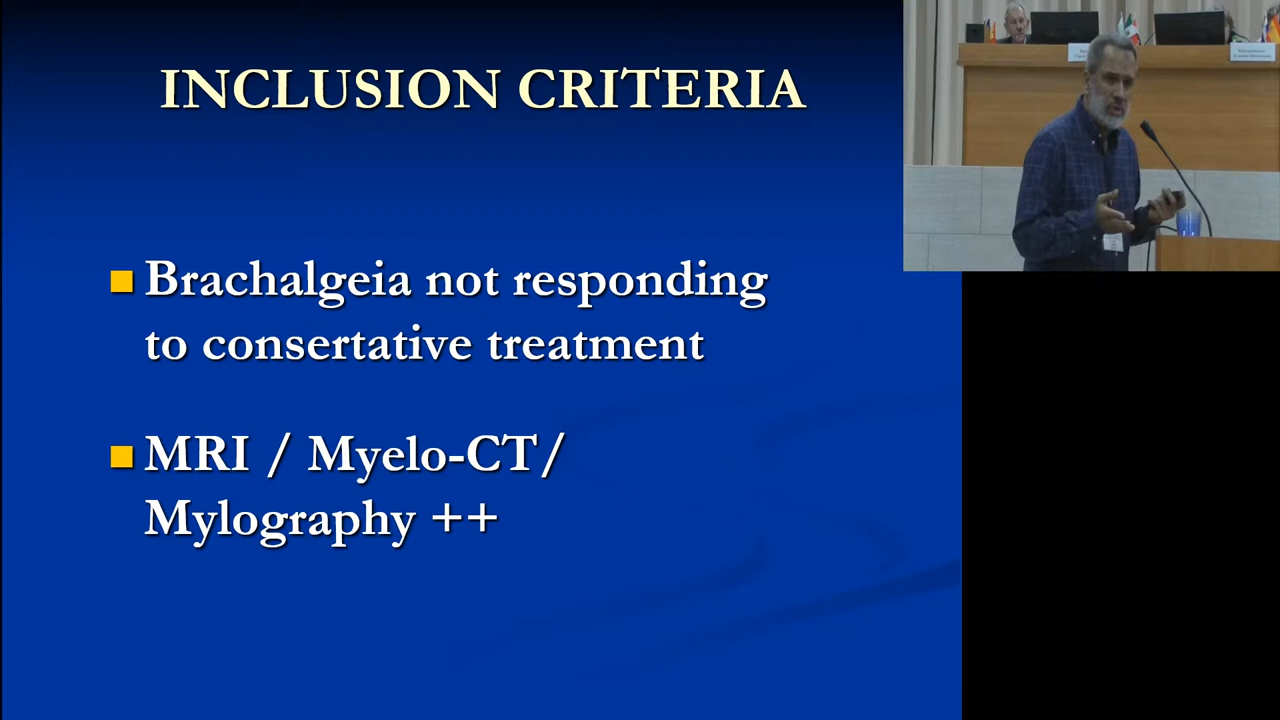 INCLUSION CRITERIA
Brachalgeia not responding
to consertative treatment
MRI / Myelo-CT/
Mylography ++